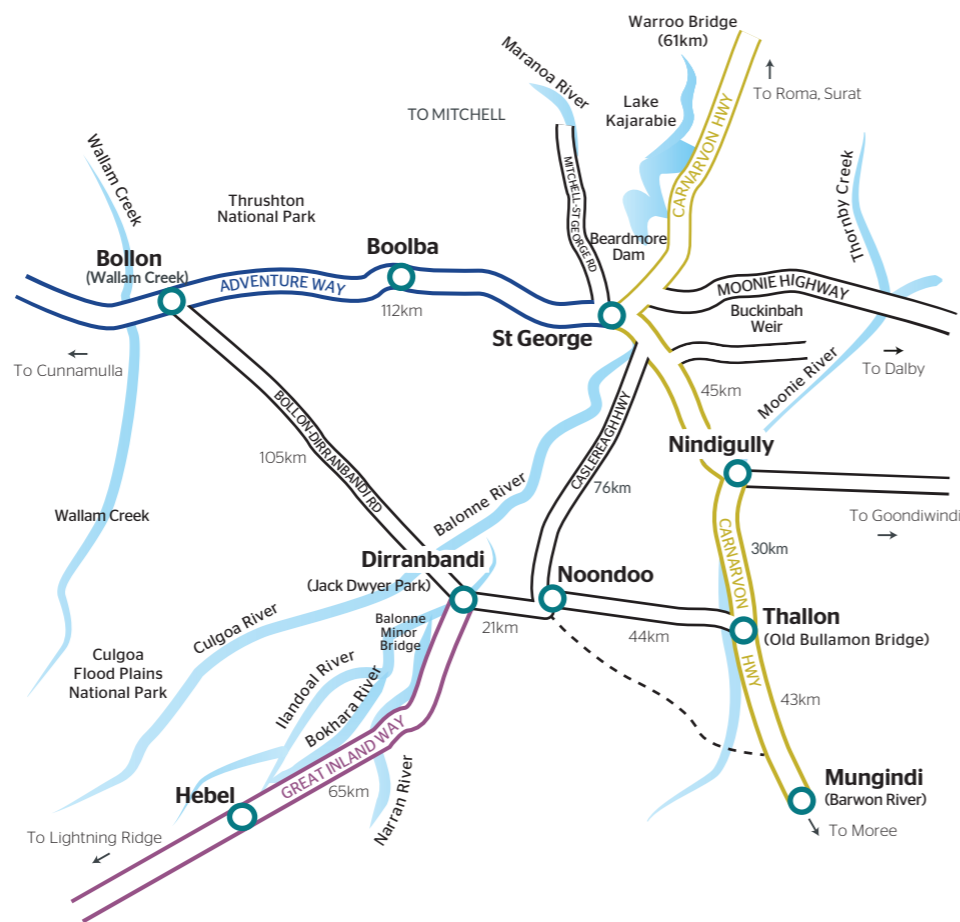 Warroo Bridge
(61km)
Maranoa River
To Roma, Surat
Lake
Kajarabie
TO MITCHELL
CARNARVON HWY
Wallam Creek
MITCHELL-ST GEORGE RD
Thornby Creek
Thrushton
National Park
Boolba
Beardmore
Dam
Bollon
(Wallam Creek)
ADVENTURE WAY
MOONIE HIGHWAY
112km
Buckinbah
Weir
St George
To Cunnamulla
To Dalby
45km
Moonie River
BOLLON-DIRRANBANDI RD
CASLEREAGH HWY
Nindigully
105km
76km
Balonne River
Wallam Creek
To Goondiwindi
CARNARVON
30km
Dirranbandi
(Jack Dwyer Park)
Noondoo
Thallon
(Old Bullamon Bridge)
21km
44km
Balonne
Minor
Bridge
Culgoa River
Culgoa
Flood Plains
National Park
HWY
Ilandoal River
Bokhara River
43km
GREAT INLAND WAY
Hebel
65km
Narran River
Mungindi
(Barwon River)
To Lightning Ridge
To Moree